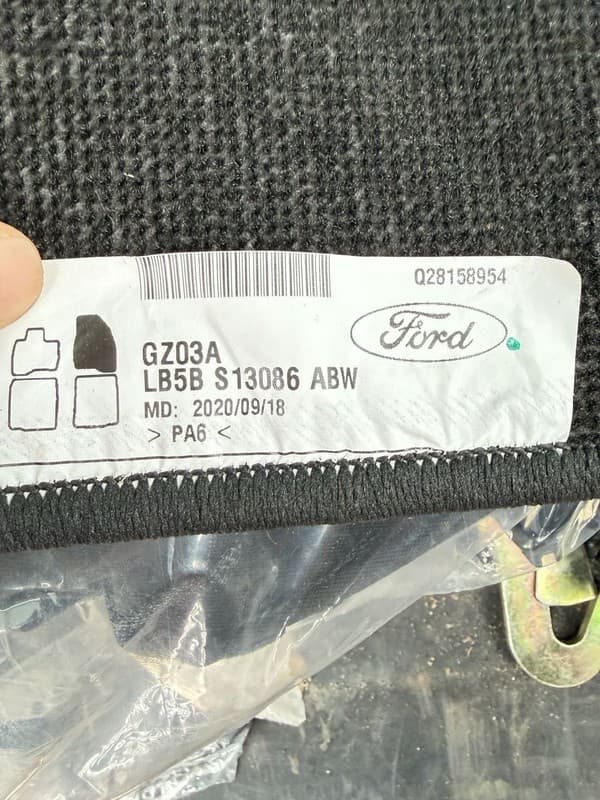 Q28158954
Ford
GZ03A
LB5B S13086 ABW
MD: 2020/09/18
> PA6 <